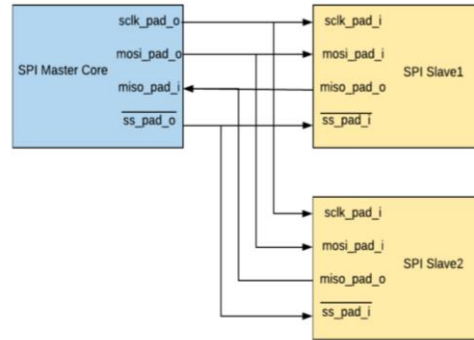 SPI Master Core
sclk_pad_o
mosi_pad_o
miso_pad_i
ss_pad_o
sclk_pad_i
mosi_pad_i
miso_pad_o
ss_pad_i
SPI Slave1
sclk_pad_i
mosi_pad_i
miso_pad_o
ss_pad_i
SPI Slave2